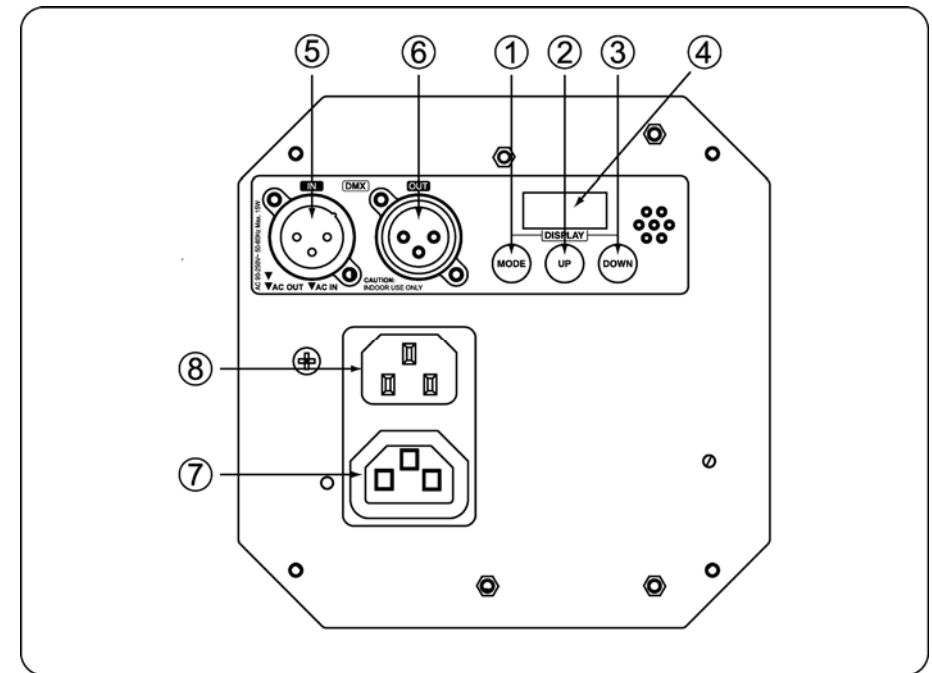 ⑤ ⑥ ① ② ③ ④
IN DMX OUT
AC 90-250V~ 50-60Hz Max. 15W
DISPLAY
MODE UP DOWN
▼
▼AC OUT ▼AC IN
CAUTION:
INDOOR USE ONLY
⑧
⑦